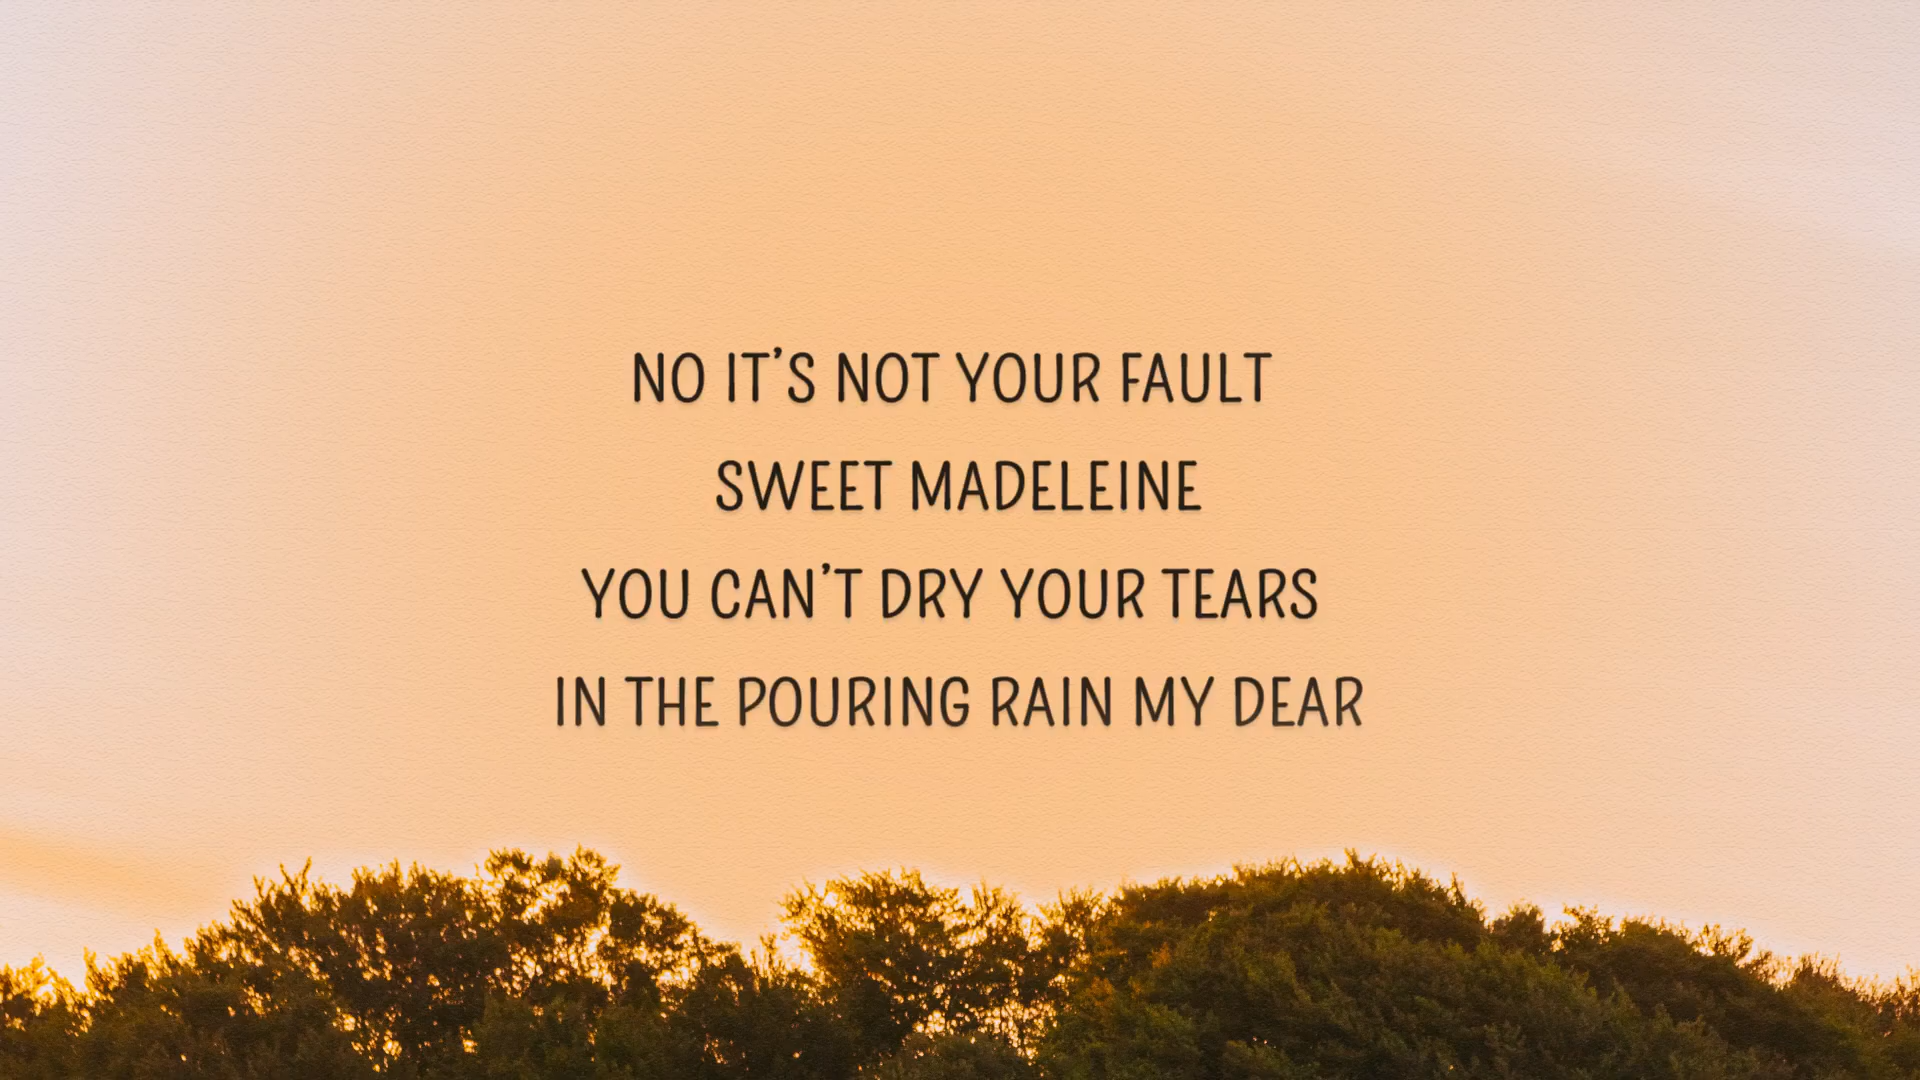 NO IT'S NOT YOUR FAULT
SWEET MADELEINE
YOU CAN'T DRY YOUR TEARS
IN THE POURING RAIN MY DEAR